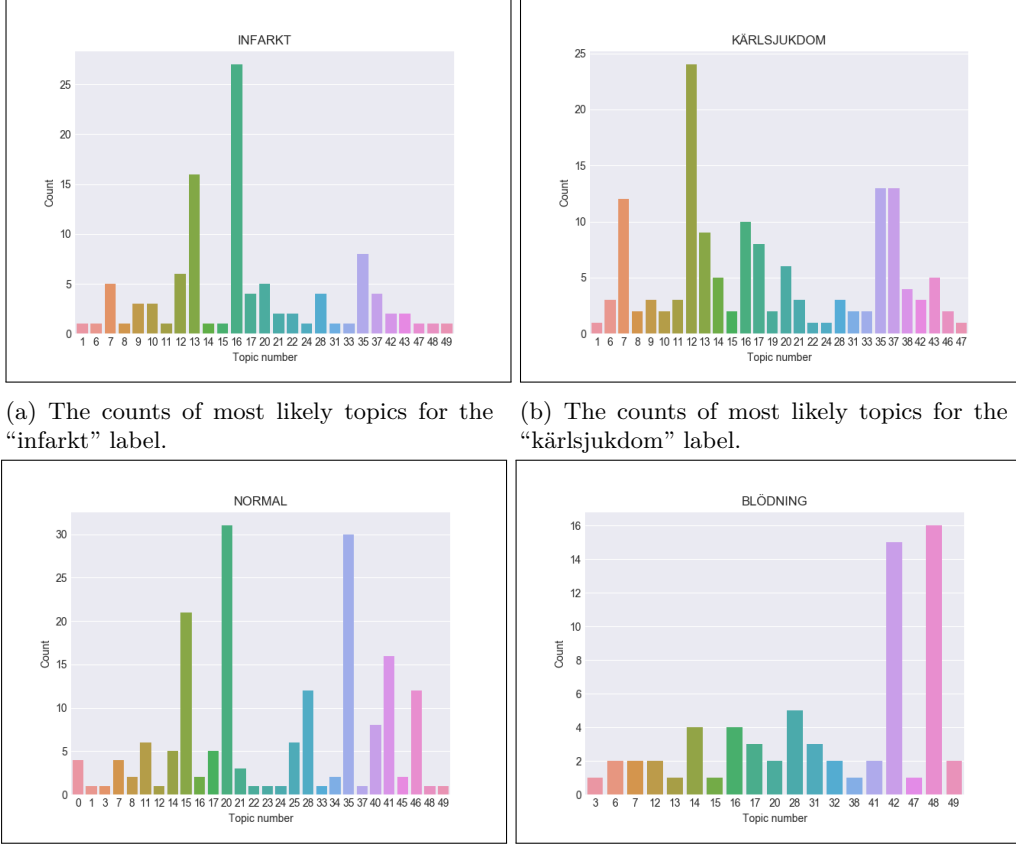 INFARKT
Count
25
20
15
10
5
0
1 6 7 8 9 10 11 12 13 14 15 16 17 20 21 22 24 28 31 33 35 37 42 43 47 48 49
Topic number
KÄRLSJUKDOM
Count
25
20
15
10
5
0
1 6 7 8 9 10 11 12 13 14 15 16 17 19 20 21 22 24 28 31 33 35 37 38 42 43 46 47
Topic number
(a) The counts of most likely topics for the
“infarkt” label.
(b) The counts of most likely topics for the
“kärlsjukdom” label.
NORMAL
Count
30
25
20
15
10
5
0
0 1 3 7 8 11 12 14 15 16 17 20 21 22 23 24 25 28 33 34 35 37 40 41 45 46 48 49
Topic number
BLÖDNING
Count
16
14
12
10
8
6
4
2
0
3 6 7 12 13 14 15 16 17 20 28 31 32 38 41 42 47 48 49
Topic number